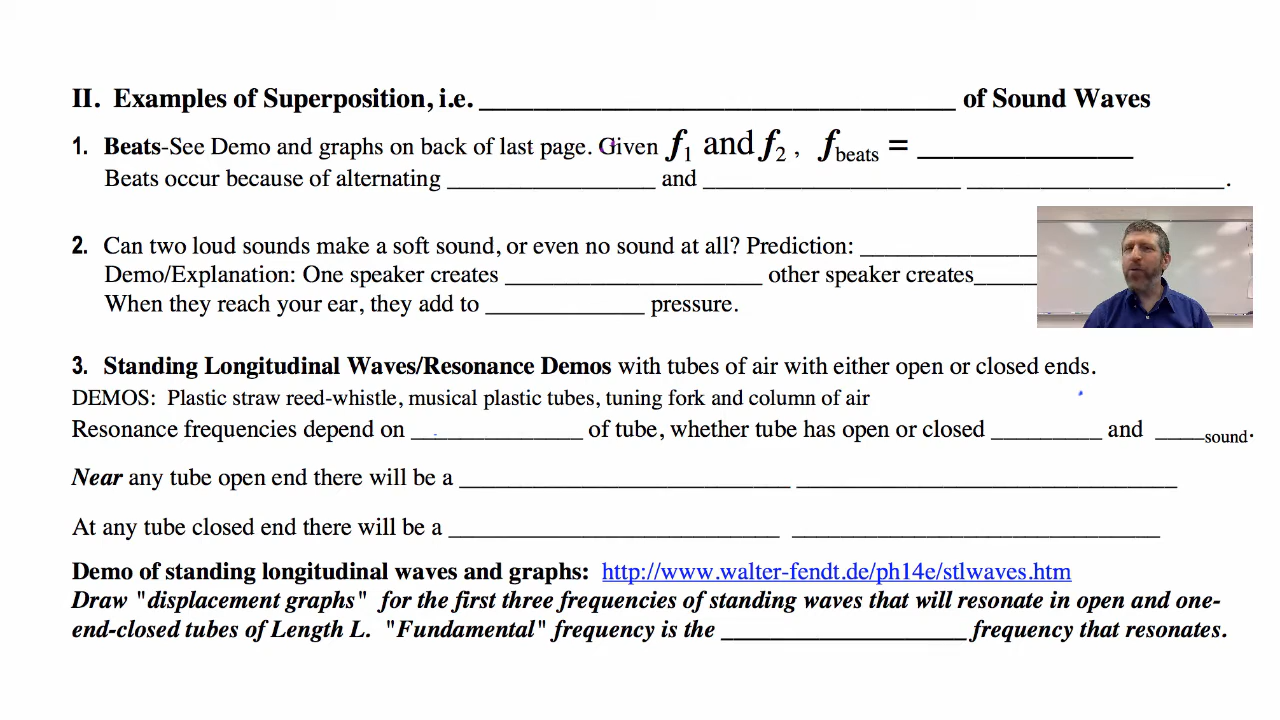 II. Examples of Superposition, i.e. ___________________________________ of Sound Waves
1. Beats-See Demo and graphs on back of last page. Given f1 and f2 , fbeats = ______________
Beats occur because of alternating _________________ and _____________________ _____________________.
2. Can two loud sounds make a soft sound, or even no sound at all? Prediction: _______________
Demo/Explanation: One speaker creates _____________________ other speaker creates_____
When they reach your ear, they add to _____________ pressure.
3. Standing Longitudinal Waves/Resonance Demos with tubes of air with either open or closed ends.
DEMOS: Plastic straw reed-whistle, musical plastic tubes, tuning fork and column of air
Resonance frequencies depend on ______________ of tube, whether tube has open or closed _________ and ____sound.
Near any tube open end there will be a ___________________________ _______________________________
At any tube closed end there will be a ___________________________ ______________________________
Demo of standing longitudinal waves and graphs: http://www.walter-fendt.de/ph14e/stlwaves.htm
Draw "displacement graphs" for the first three frequencies of standing waves that will resonate in open and one-
end-closed tubes of Length L. "Fundamental" frequency is the ____________________ frequency that resonates.